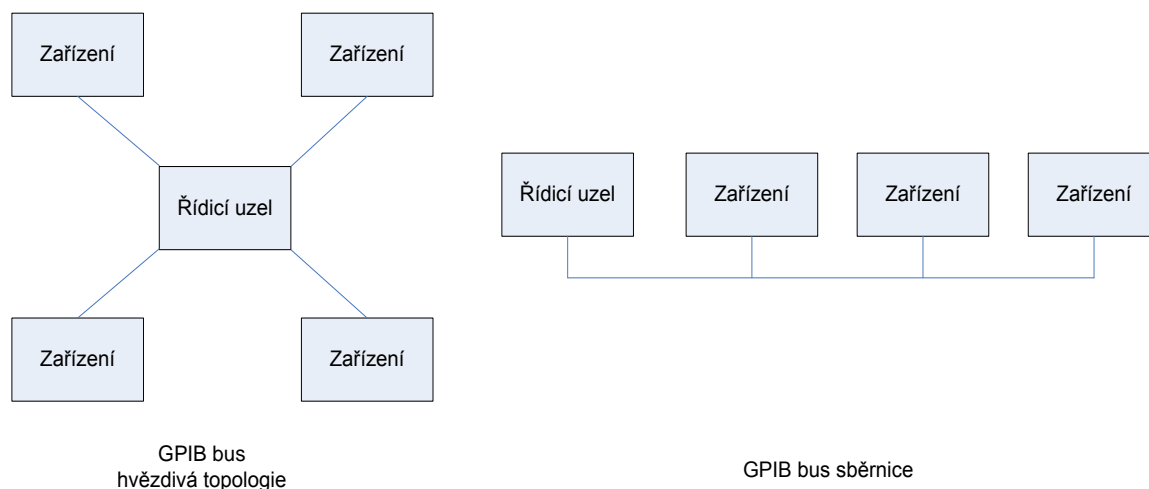 Zařízení
Zařízení
Řídicí uzel
Zařízení
Zařízení
GPIB bus
hvězdivá topologie
Řídicí uzel
Zařízení
Zařízení
Zařízení
GPIB bus sběrnice